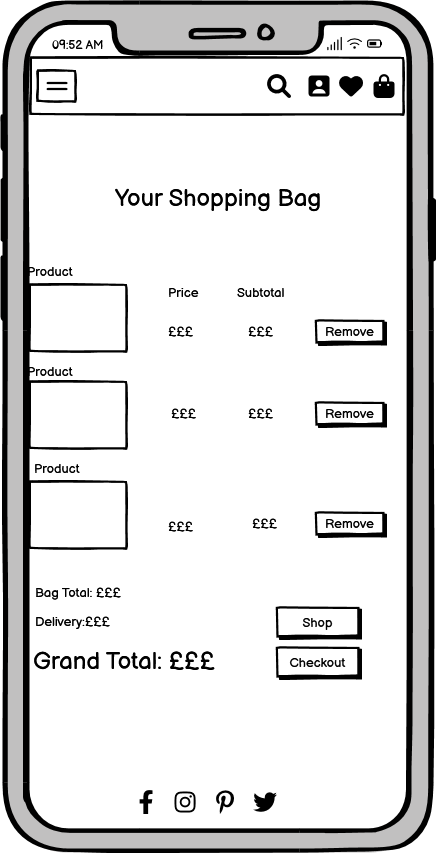 09:52 AM
Your Shopping Bag
Product
Price Subtotal
£££ £££ Remove
Product
£££ £££ Remove
Product
£££ £££ Remove
Bag Total: £££
Delivery:£££ Shop
Grand Total: £££ Checkout